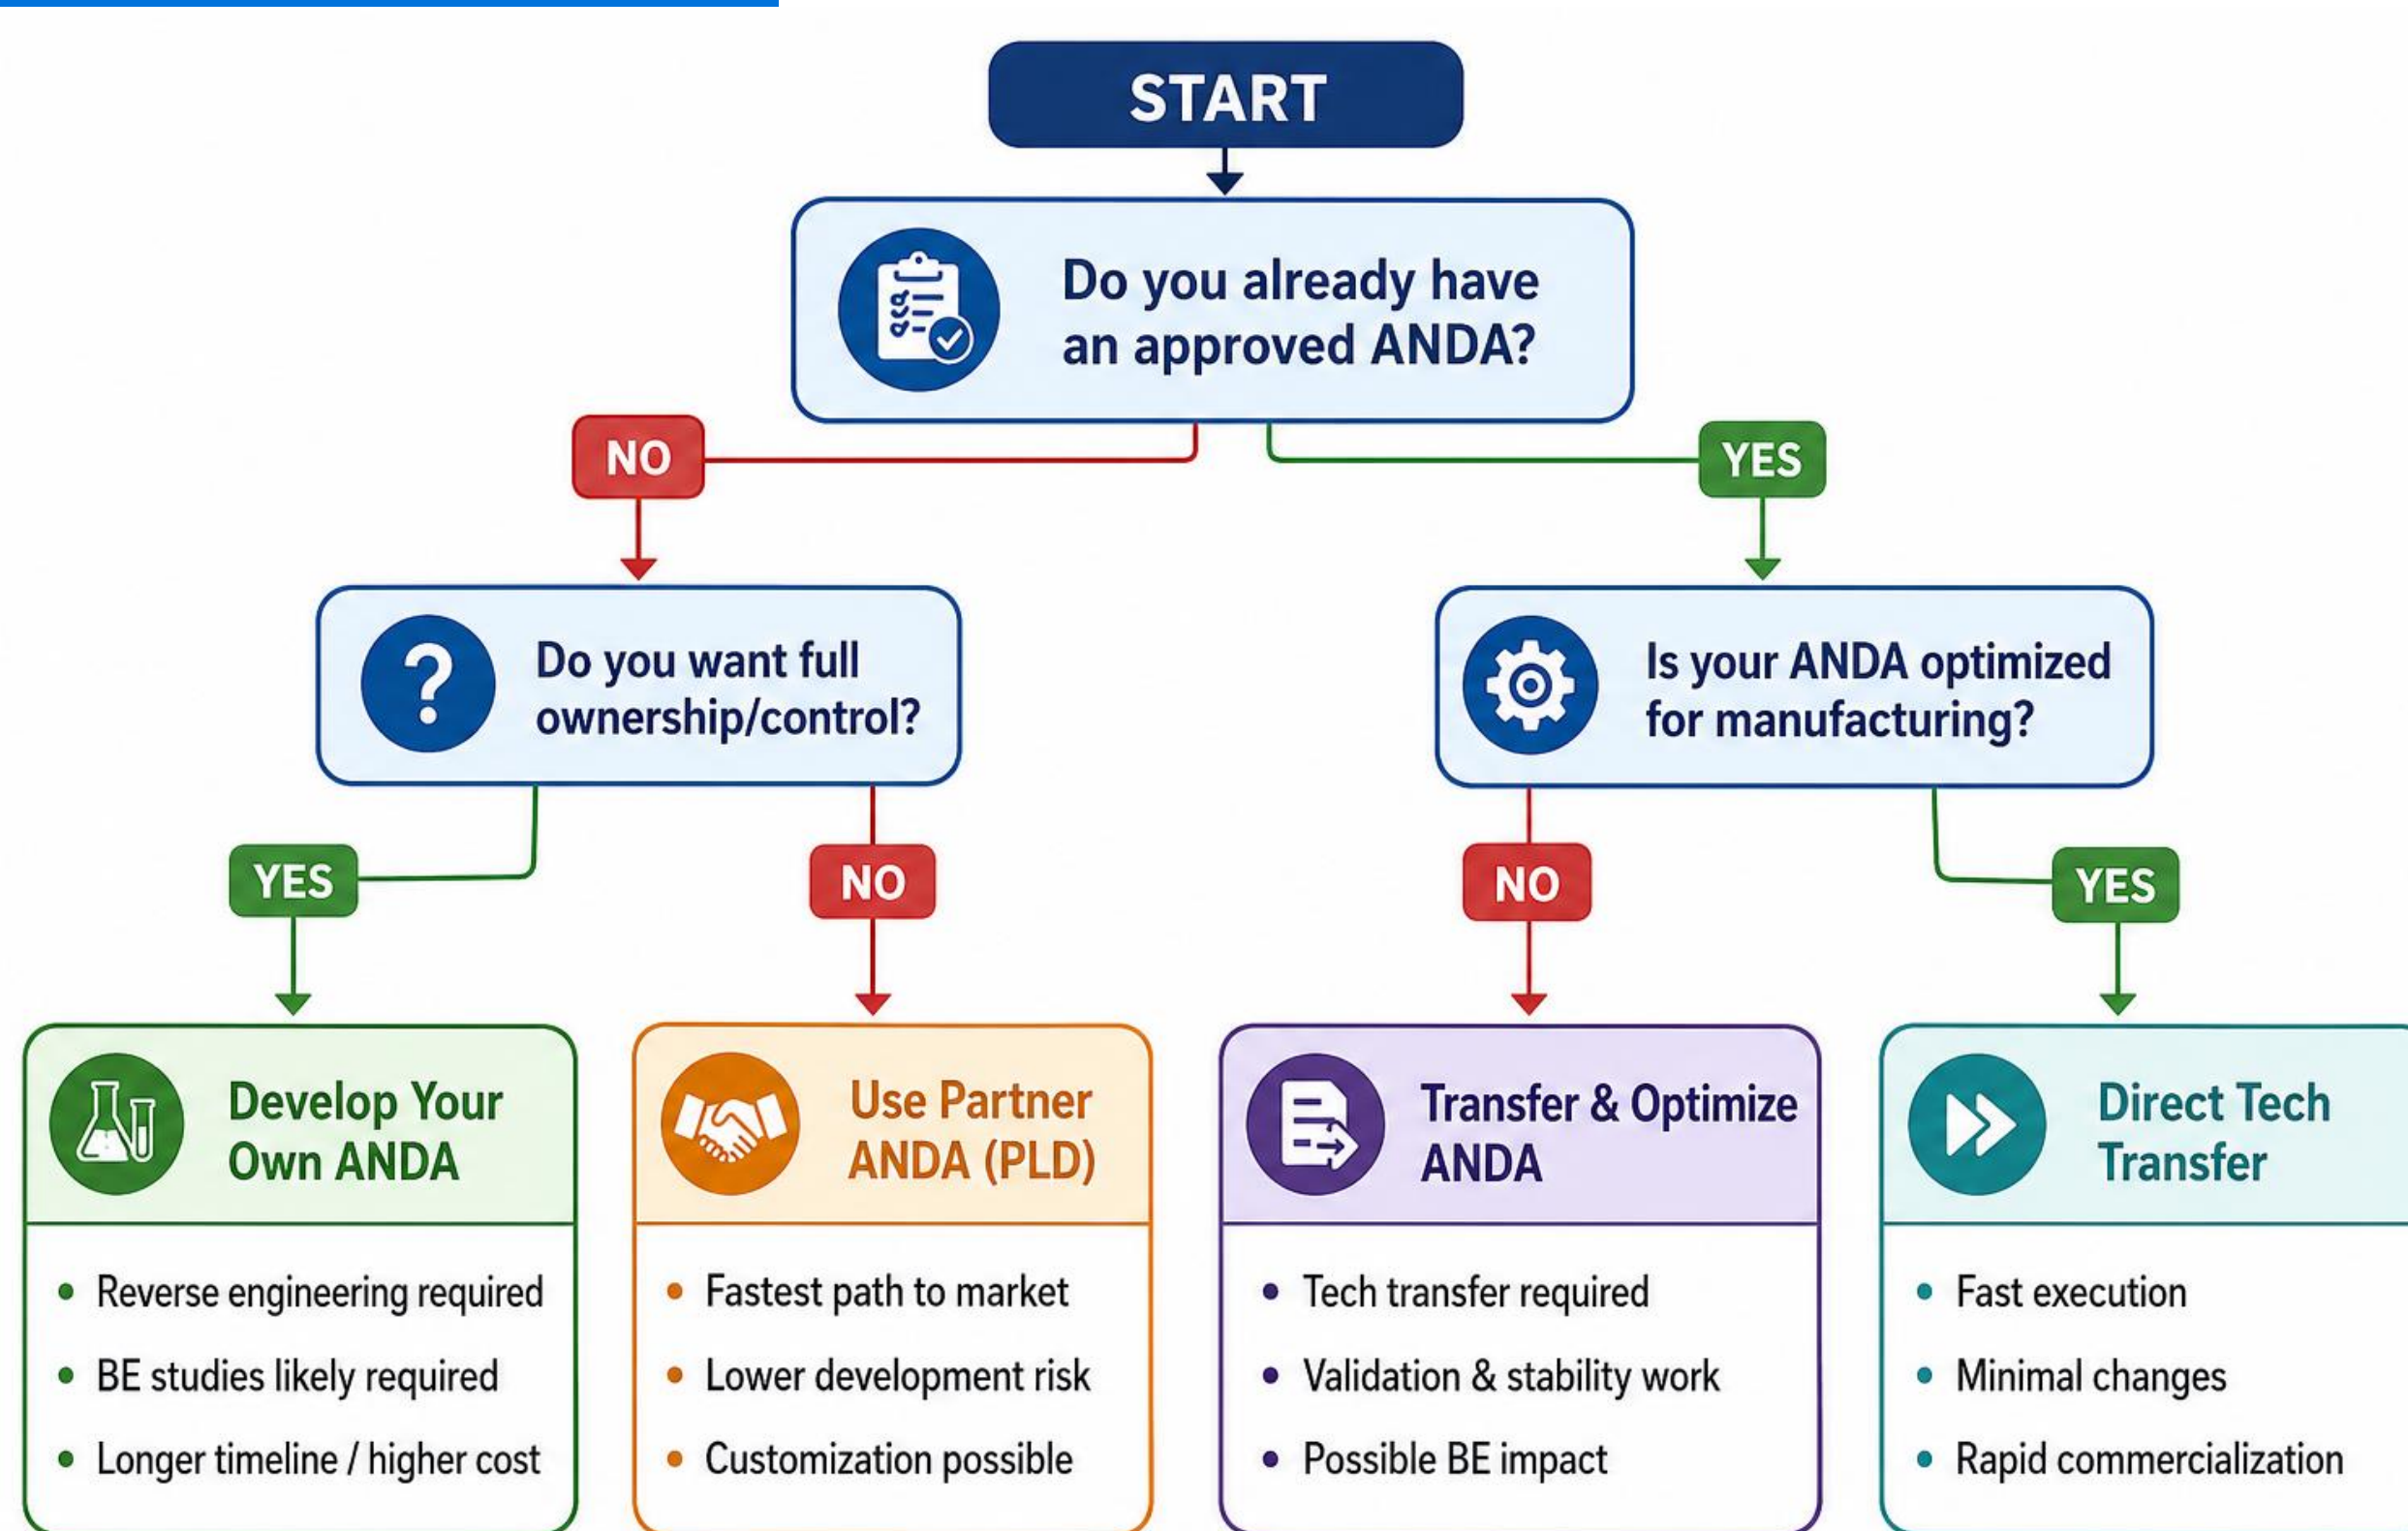 START
Do you already have
an approved ANDA?
NO
YES
Do you want full
ownership/control?
Is your ANDA optimized
for manufacturing?
YES
NO
NO
YES
Develop Your
Own ANDA
• Reverse engineering required
• BE studies likely required
• Longer timeline / higher cost
Use Partner
ANDA (PLD)
• Fastest path to market
• Lower development risk
• Customization possible
Transfer & Optimize
ANDA
• Tech transfer required
• Validation & stability work
• Possible BE impact
Direct Tech
Transfer
• Fast execution
• Minimal changes
• Rapid commercialization